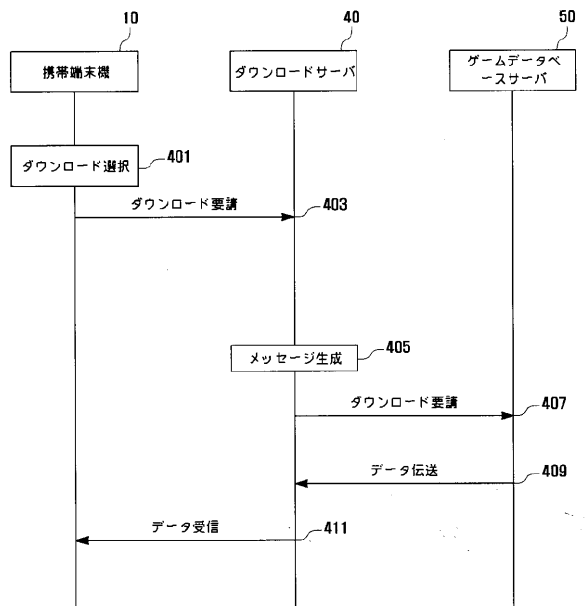 10
40
50
携帯端末機
ダウンロードサーバ
ゲームデータベ
ースサーバ
ダウンロード選択
401
ダウンロード要請
403
メッセージ生成
405
ダウンロード要請
407
データ伝送
409
データ受信
411